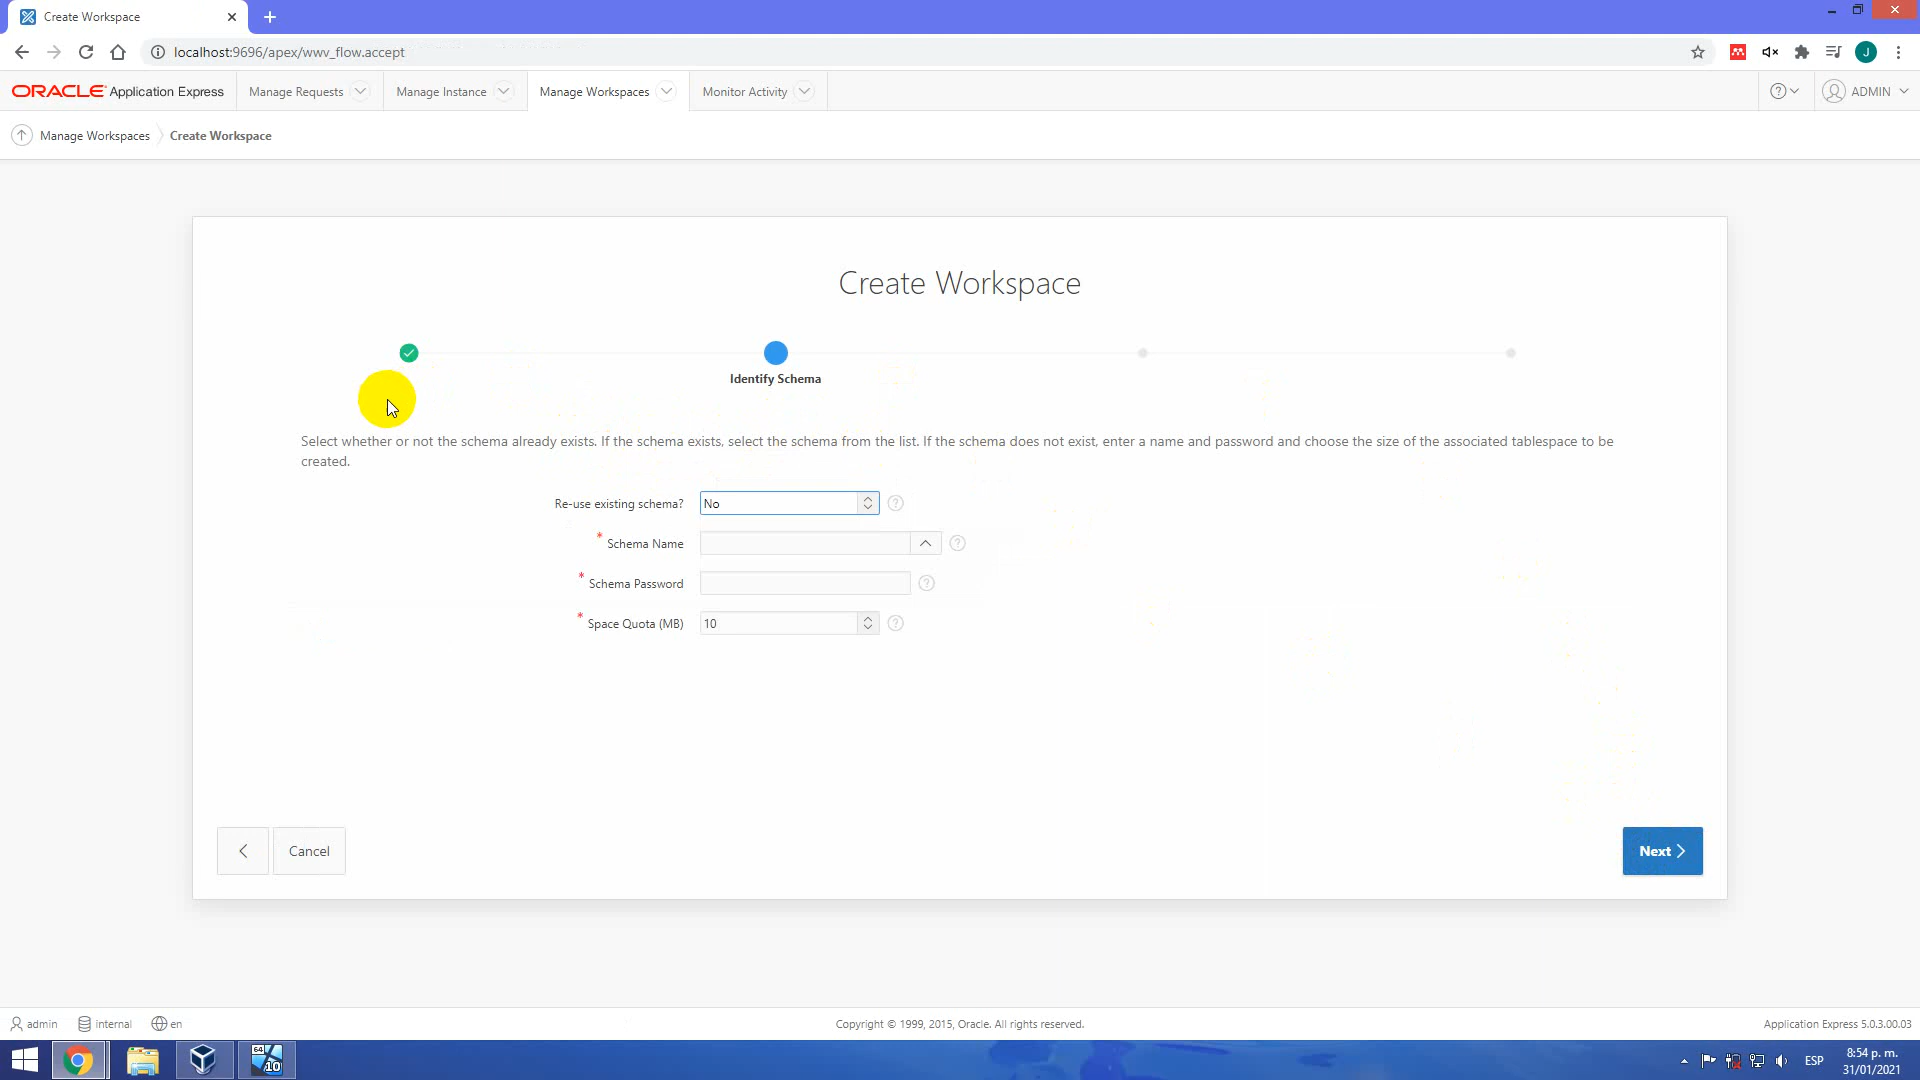 Create Workspace
localhost:9696/apex/wwv_flow.accept
J
ORACLE Application Express
Manage Requests
Manage Instance
Manage Workspaces
Monitor Activity
ADMIN
Manage Workspaces
Create Workspace
Create Workspace
Identify Schema
Select whether or not the schema already exists. If the schema exists, select the schema from the list. If the schema does not exist, enter a name and password and choose the size of the associated tablespace to be
created.
Re-use existing schema? No
* Schema Name
* Schema Password
* Space Quota (MB) 10
Cancel
Next
admin
internal
en
Copyright © 1999, 2015, Oracle. All rights reserved.
Application Express 5.0.3.00.03
64
10
ESP
8:54 p. m.
31/01/2021